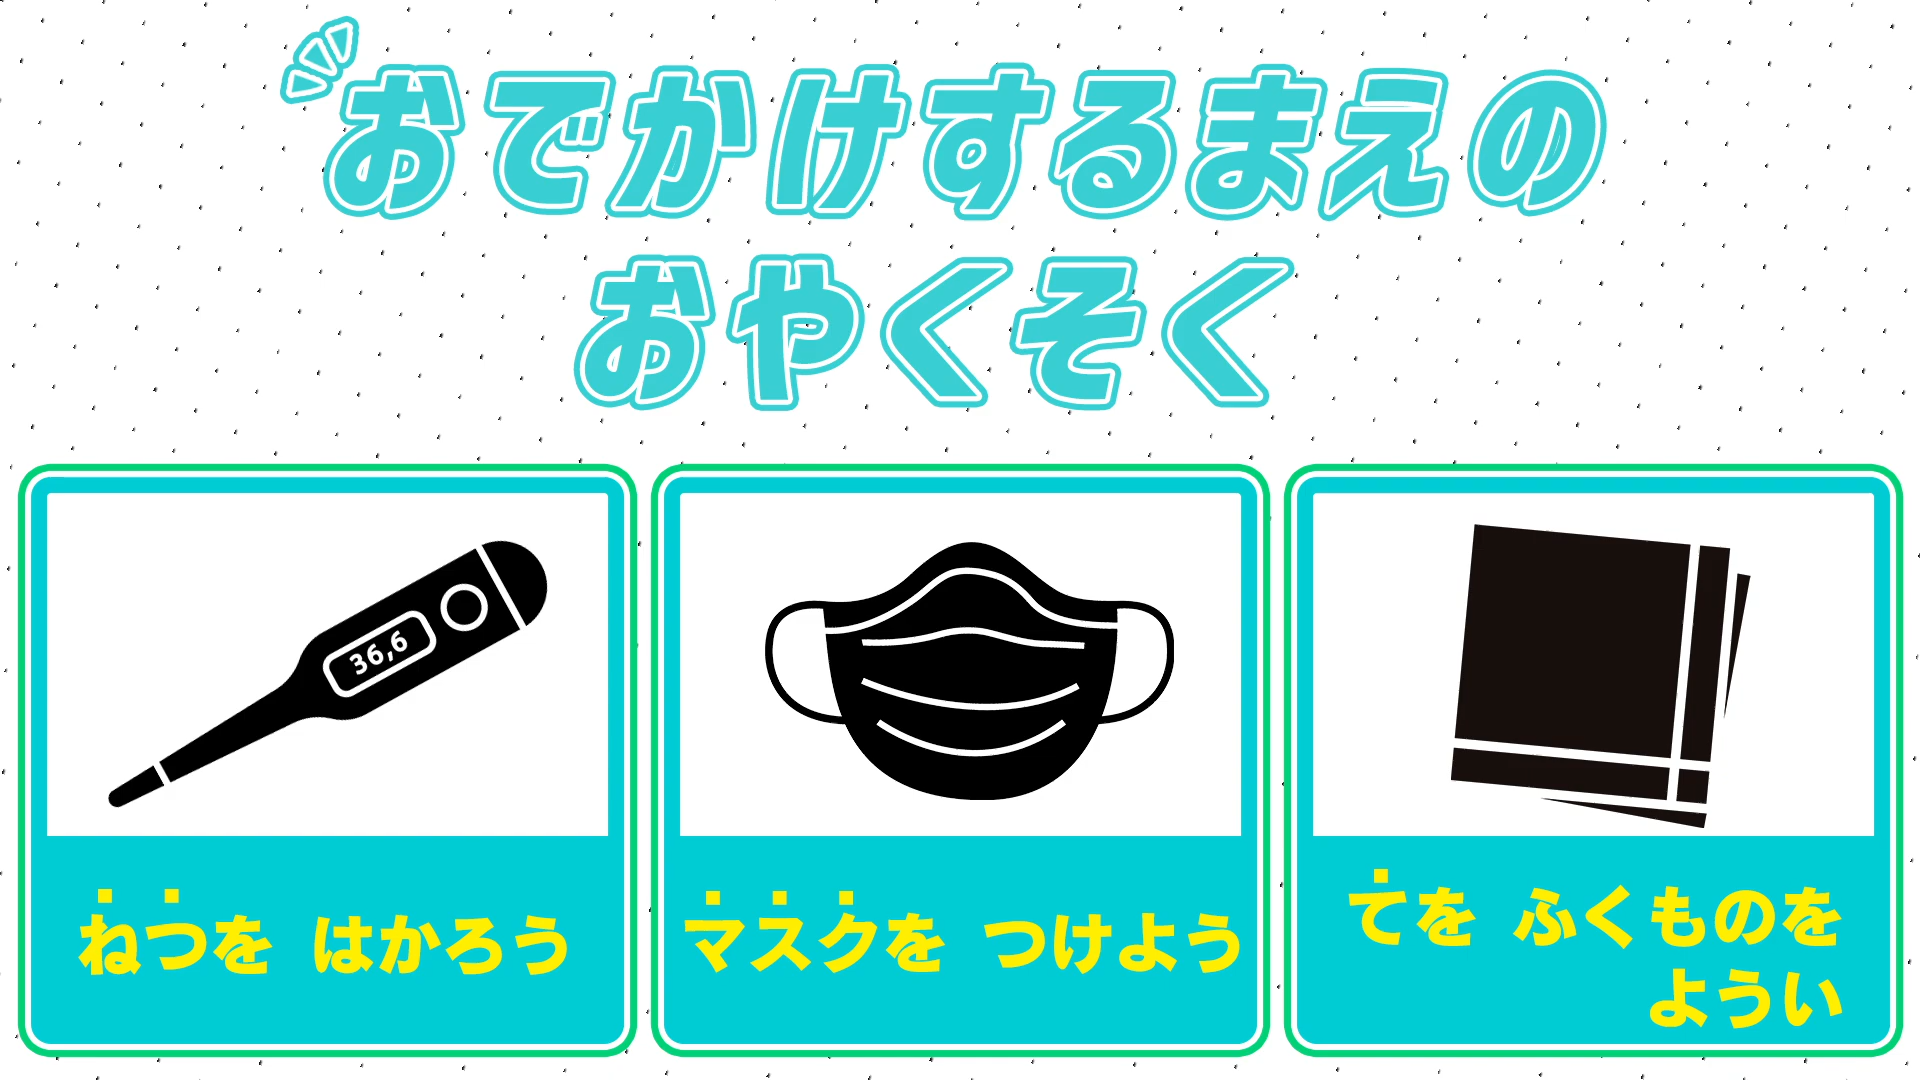 おでかけするまえの
おやくそく
36,6
ねつを はかろう
マスクを つけよう
てを ふくものを
ようい